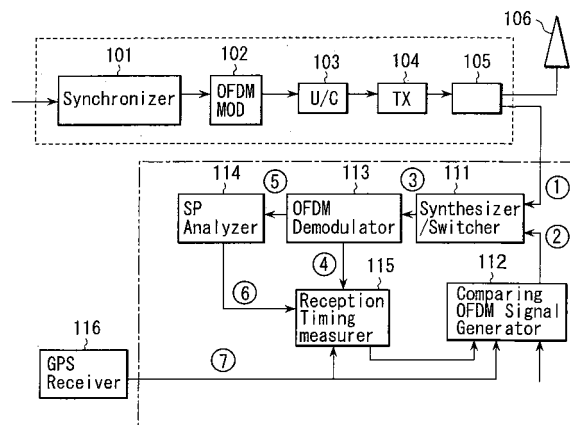 106
101
102
103
104
105
Synchronizer
OFDM
MOD
U/C
TX
114
⑤
113
③
111
①
SP
Analyzer
OFDM
Demodulator
Synthesizer
/Switcher
②
④
115
112
⑥
Reception
Timing
measurer
Comparing
OFDM Signal
Generator
116
GPS
Receiver
⑦